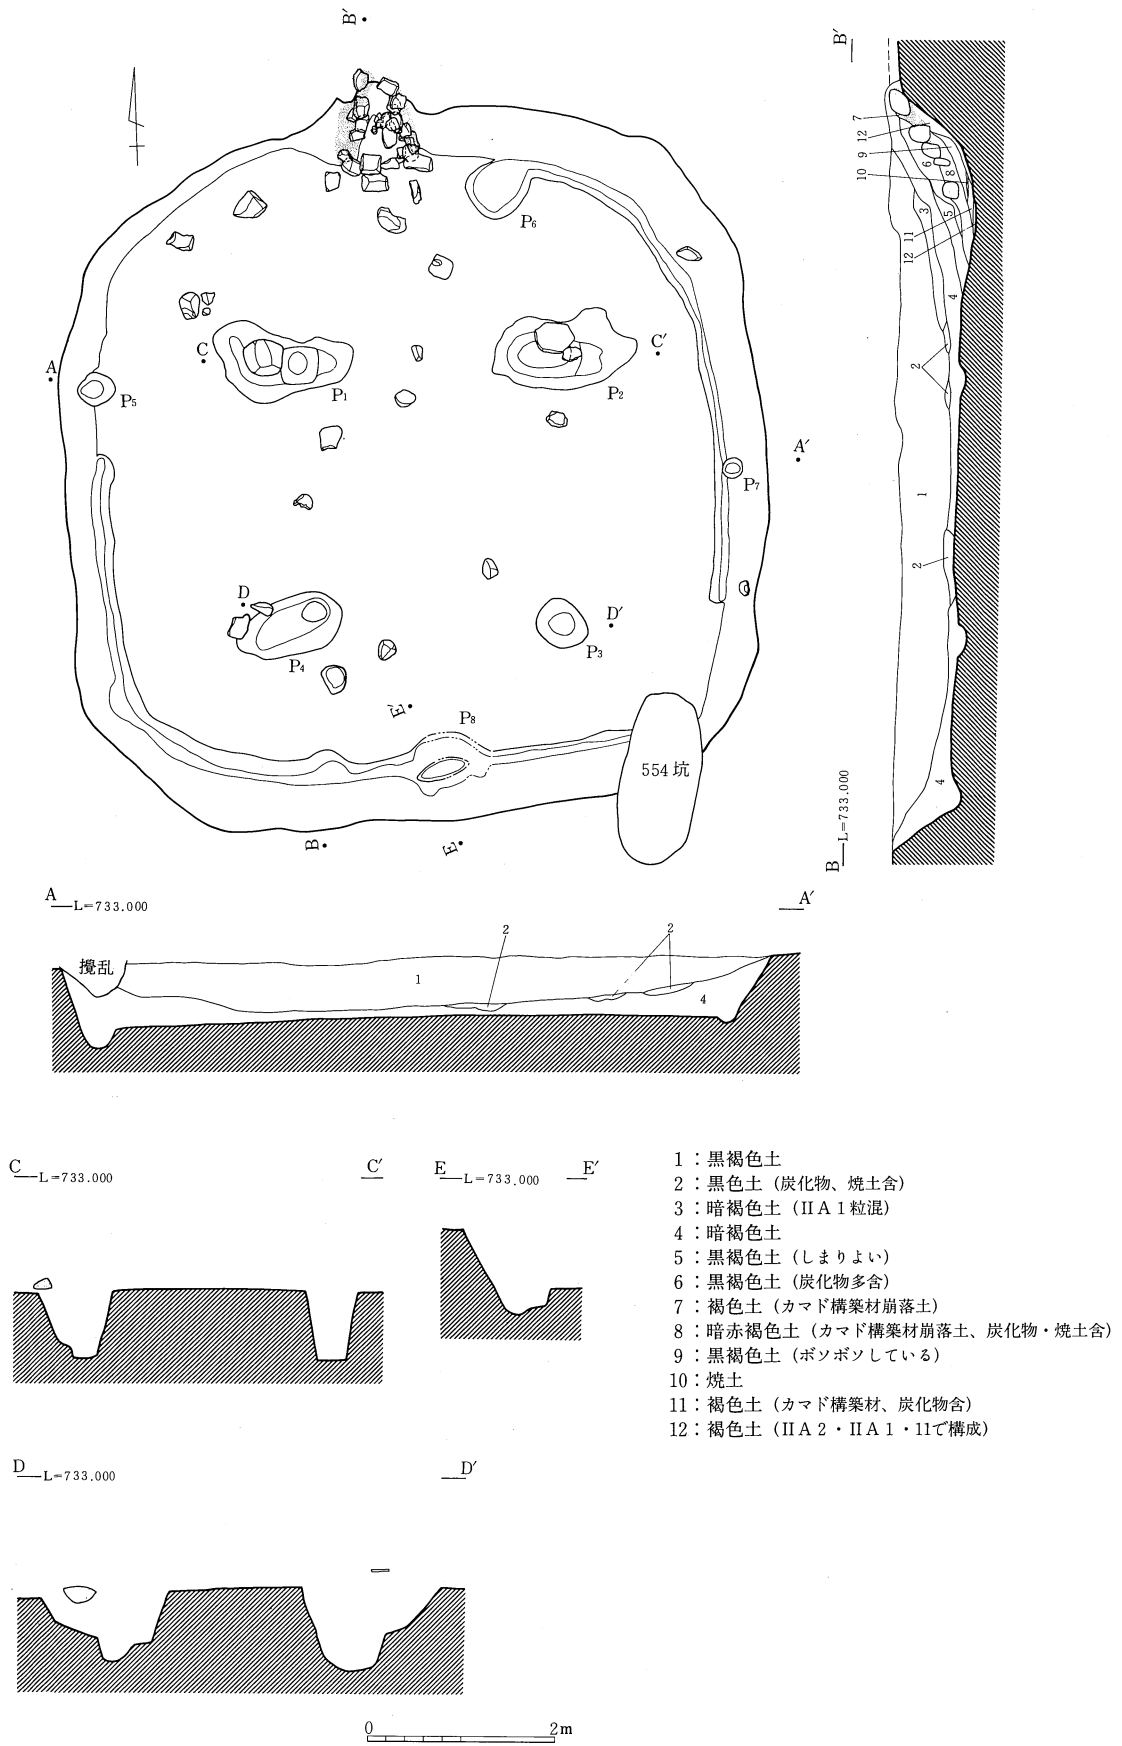 B′
B′
7
12
9
10
6
8
5
3
11
12
4
2
1
2
4
B
L=733.000
P6
C
C′
A
P5
P1
P2
A′
P7
D
D′
P4
P3
E′
P8
554 坑
B
E
A
L=733.000
A′
攪乱
2
2
1
4
C
L=733.000
C′
E
L=733.000
E′
1：黒褐色土
2：黒色土（炭化物、焼土含）
3：暗褐色土（ⅡA1粒混）
4：暗褐色土
5：黒褐色土（しまりよい）
6：黒褐色土（炭化物多含）
7：褐色土（カマド構築材崩落土）
8：暗赤褐色土（カマド構築材崩落土、炭化物・焼土含）
9：黒褐色土（ボソボソしている）
10：焼土
11：褐色土（カマド構築材、炭化物含）
12：褐色土（ⅡA2・ⅡA1・11で構成）
D
L=733.000
D′
0
2m